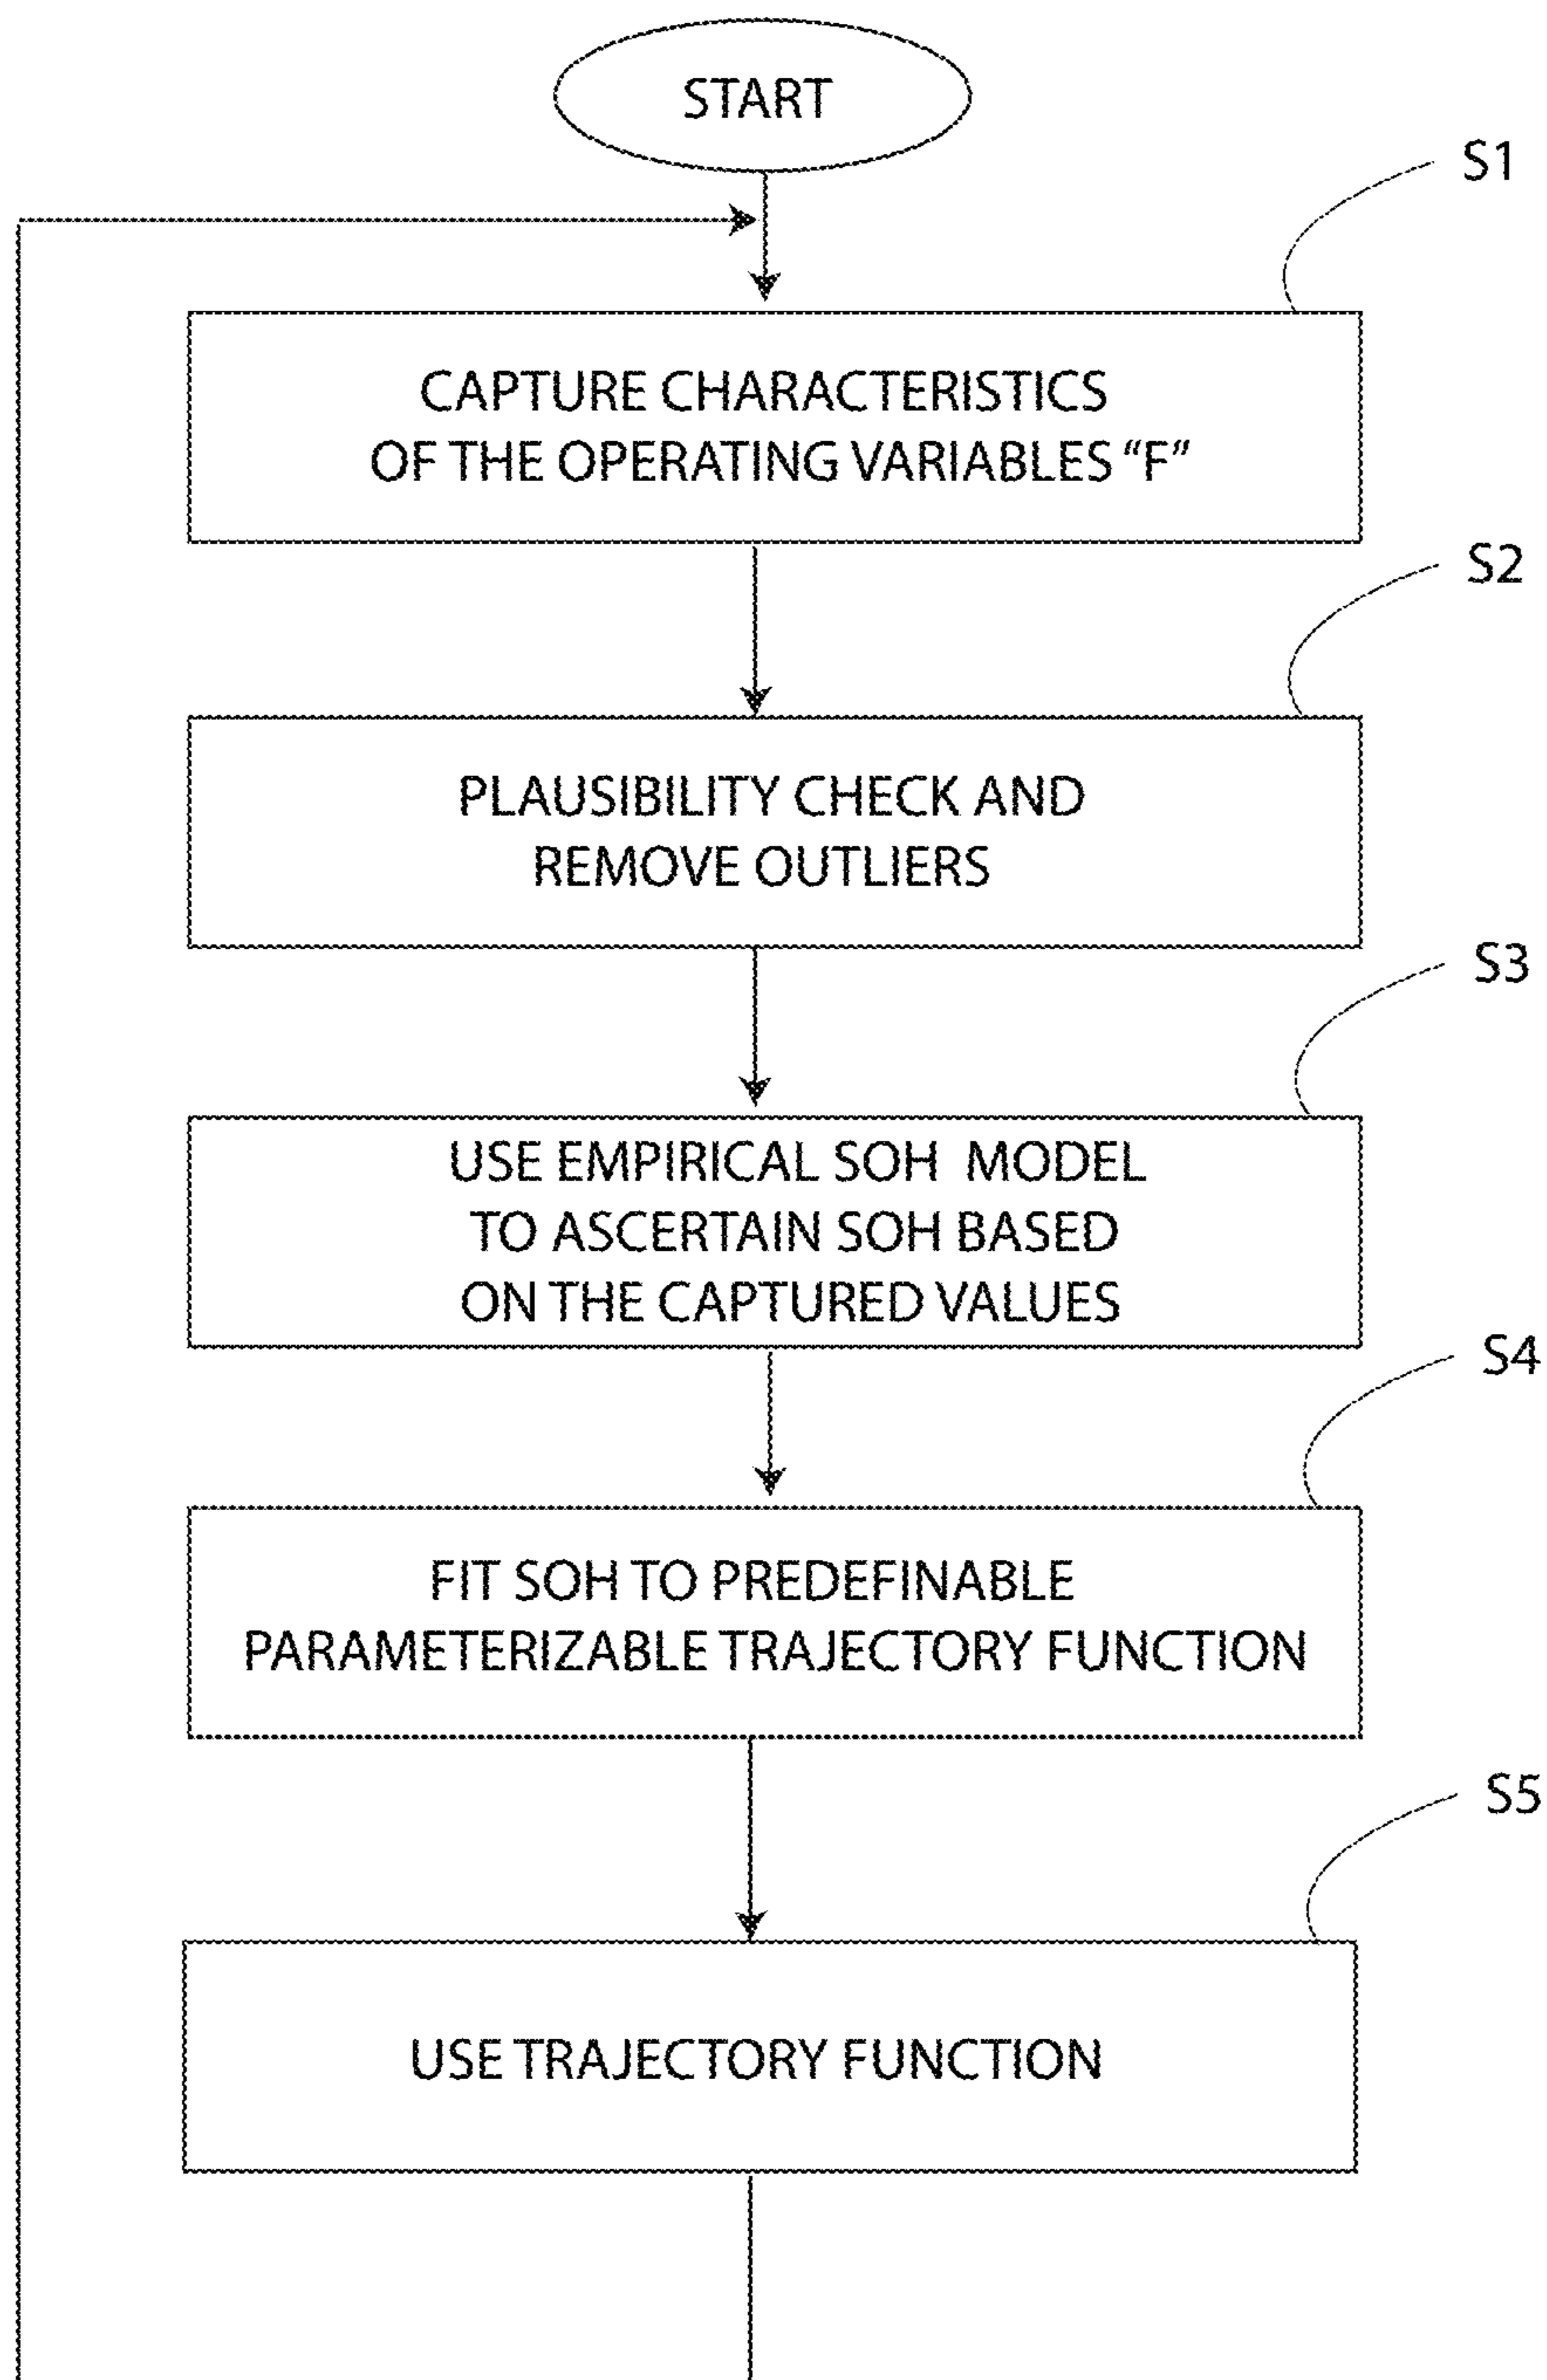 START
S1
CAPTURE CHARACTERISTICS
OF THE OPERATING VARIABLES “F”
S2
PLAUSIBILITY CHECK AND
REMOVE OUTLIERS
S3
USE EMPIRICAL SOH MODEL
TO ASCERTAIN SOH BASED
ON THE CAPTURED VALUES
S4
FIT SOH TO PREDEFINABLE
PARAMETERIZABLE TRAJECTORY FUNCTION
S5
USE TRAJECTORY FUNCTION